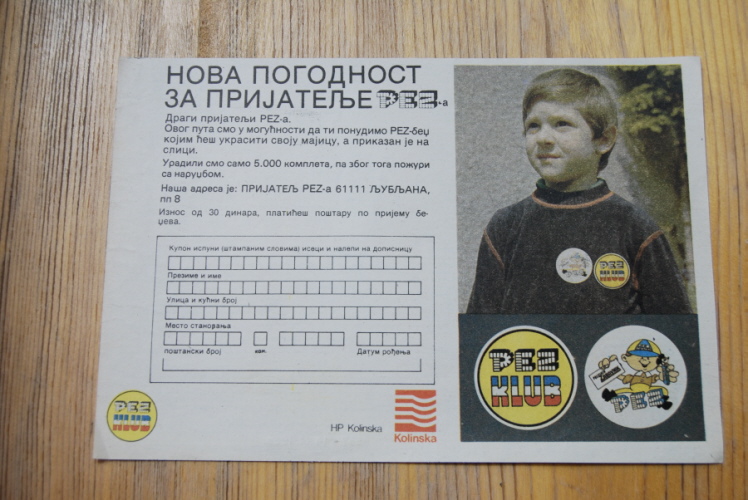 НОВА ПОГОДНОСТ
ЗА ПРИЈАТЕЉЕ PEZ-а
Драги пријатељи PEZ-а.
Овог пута смо у могућности да ти понудимо PEZ-беџ
којим ћеш украсити своју мајицу, а приказан је на
слици.
Урадили смо само 5.000 комплета, па због тога пожури
са наруџбом.
Наша адреса је: ПРИЈАТЕЉ PEZ-а 61111 ЉУБЉАНА,
пп 8
Износ од 30 динара, платићеш поштару по пријему бе-
џева.
Купон испуни (штампаним словима) исеци и налепи на дописницу
Презиме и име
Улица и кућни број
Место становања
поштански број
Датум рођења
PEZ
KLUB
HP Kolinska
Kolinska
PEZ
KLUB
PEZ
KLUB
PEZ